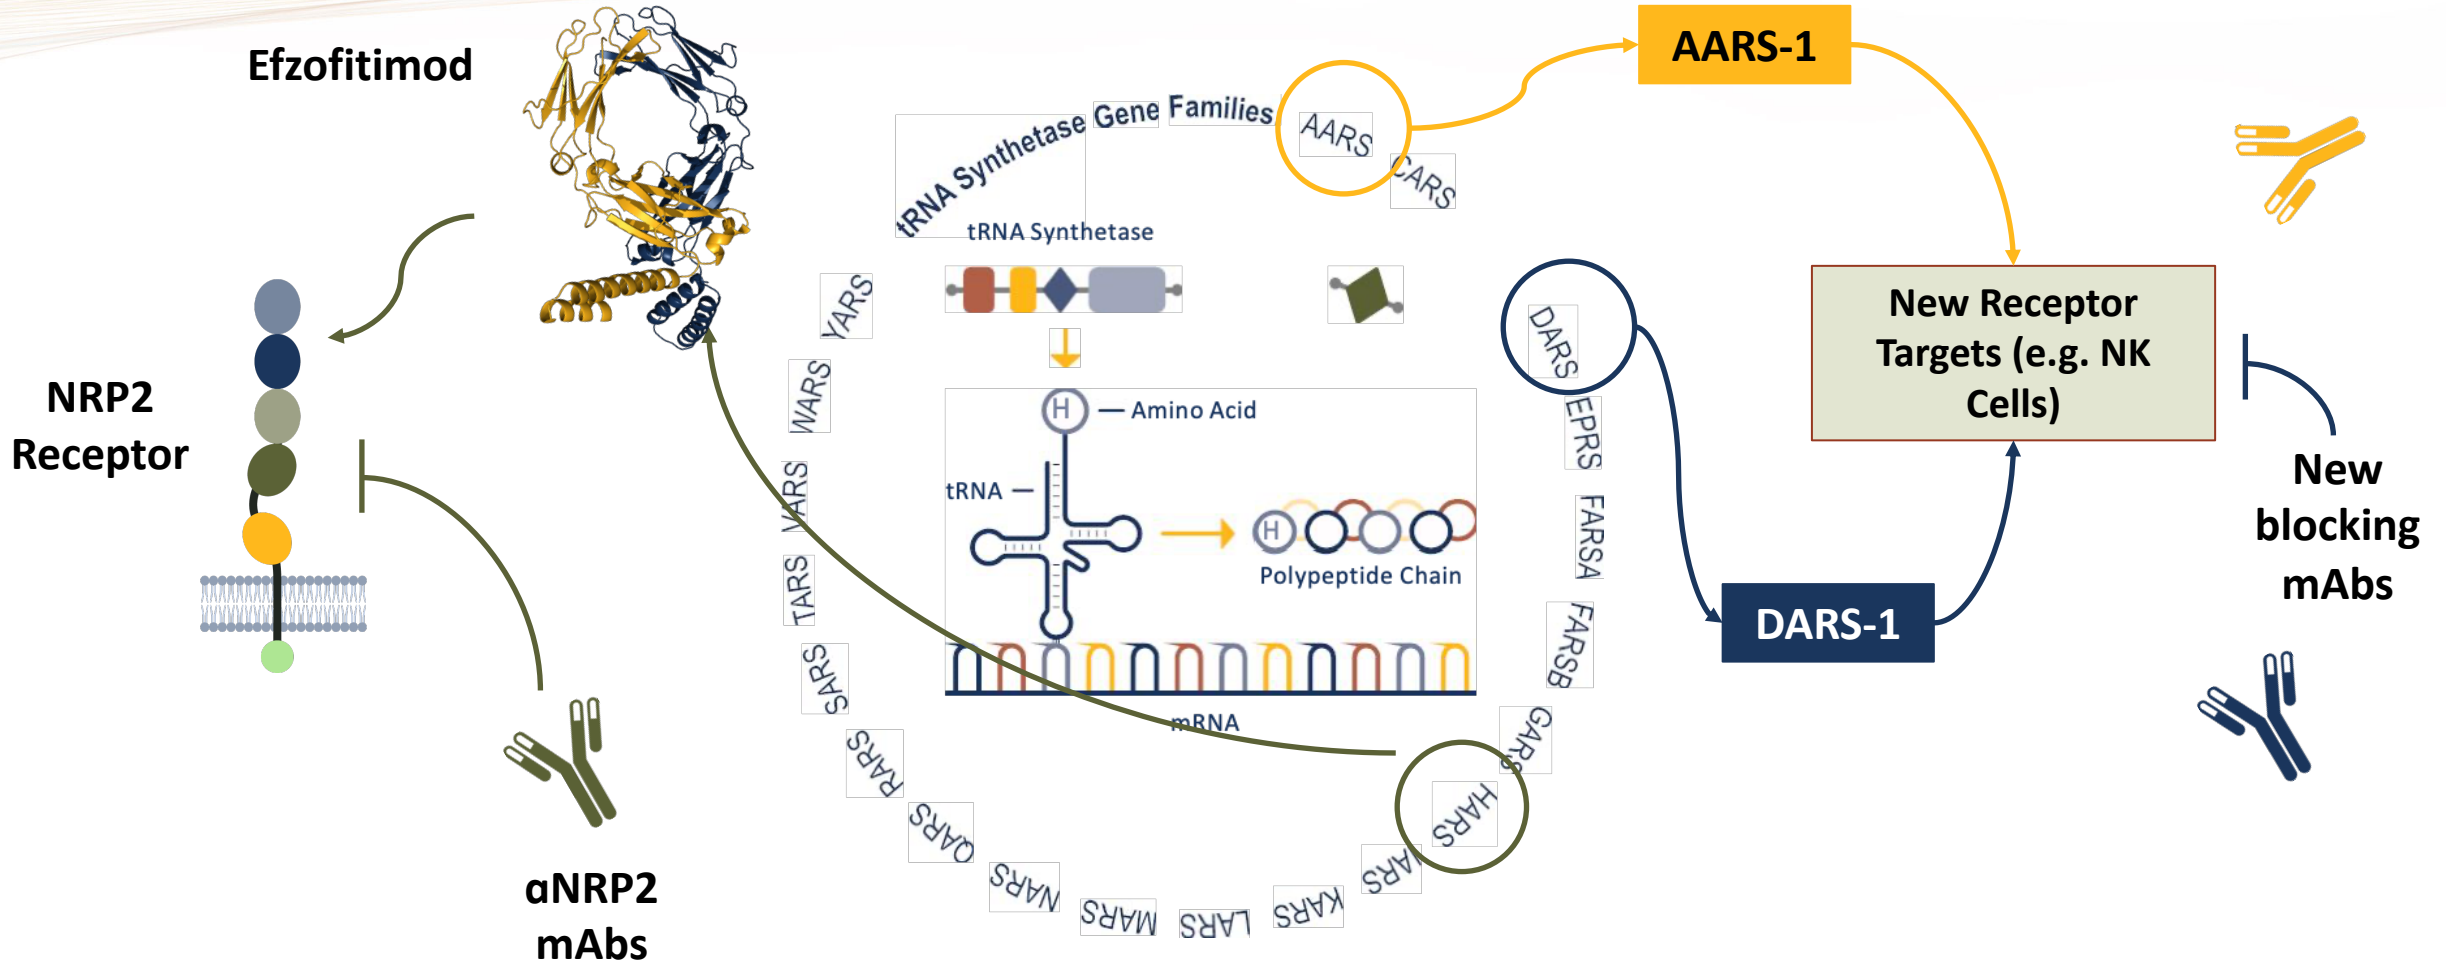 Efzofitimod
NRP2
Receptor
αNRP2
mAbs
tRNA Synthetase Gene Families
AARS
CARS
DARS
EPRS
FARSA
FARSB
GARS
HARS
IARS
KARS
LARS
MARS
NARS
QARS
RARS
SARS
TARS
VARS
WARS
YARS
tRNA Synthetase
H
Amino Acid
tRNA
H
Polypeptide Chain
mRNA
AARS-1
New Receptor
Targets (e.g. NK
Cells)
DARS-1
New
blocking
mAbs